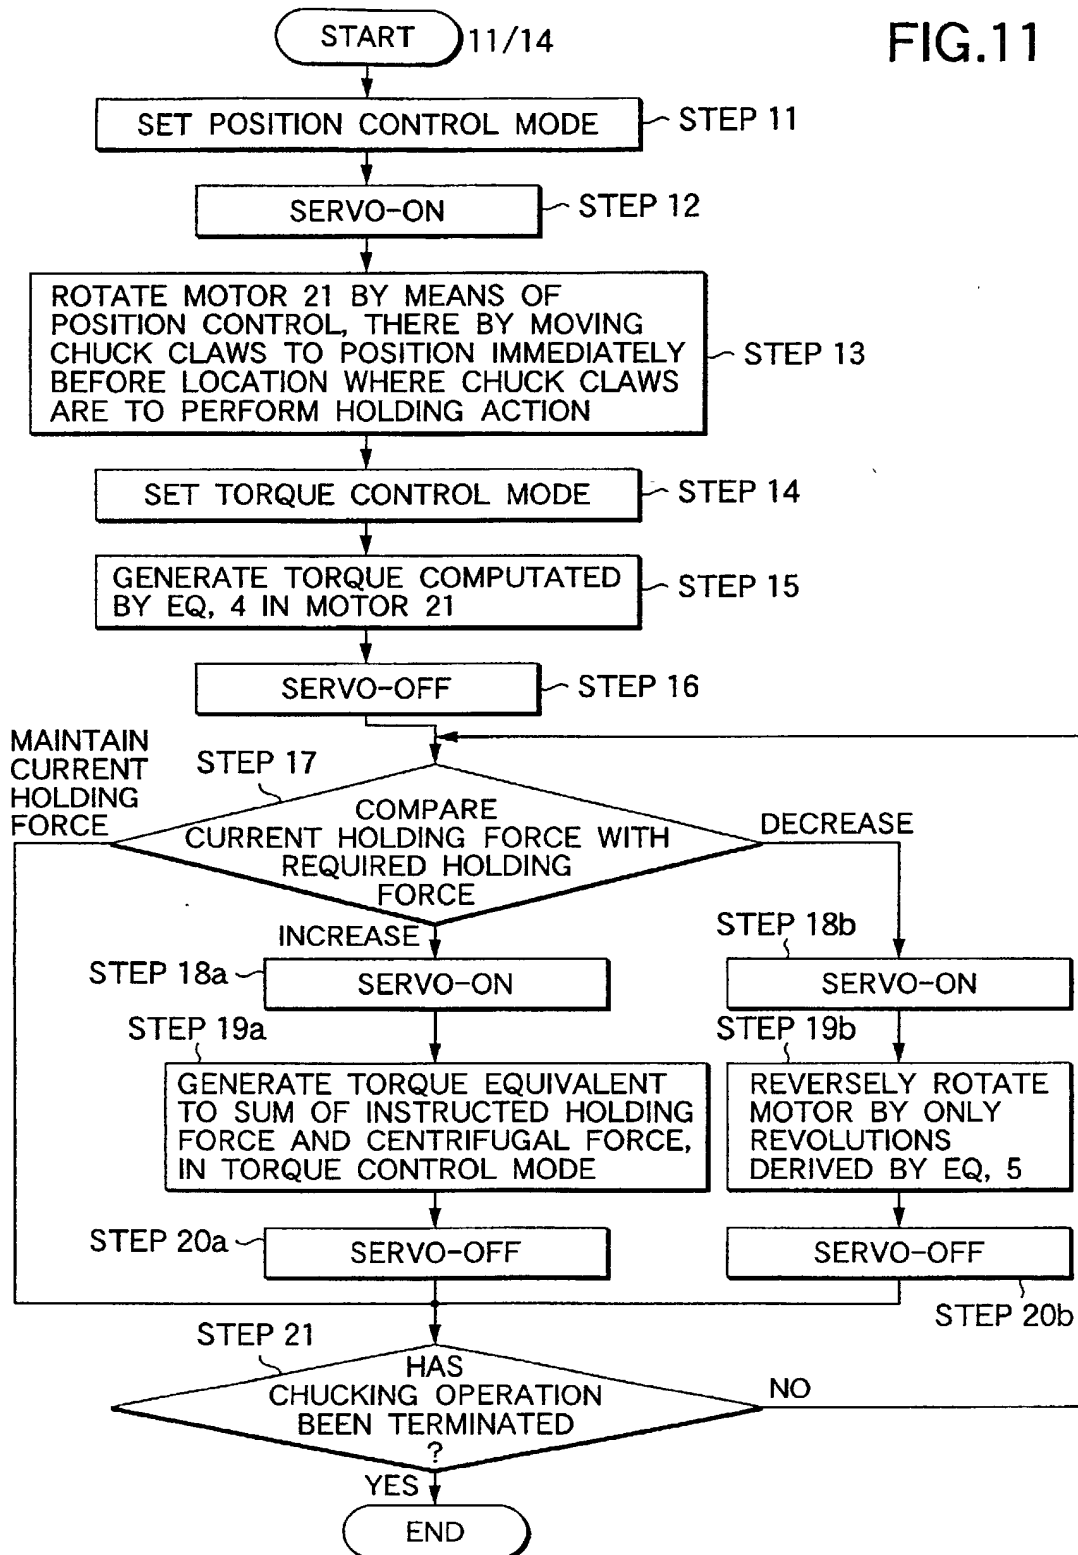 FIG.11
START
11/14
SET POSITION CONTROL MODE
STEP 11
SERVO-ON
STEP 12
ROTATE MOTOR 21 BY MEANS OF
POSITION CONTROL, THERE BY MOVING
CHUCK CLAWS TO POSITION IMMEDIATELY
BEFORE LOCATION WHERE CHUCK CLAWS
ARE TO PERFORM HOLDING ACTION
STEP 13
SET TORQUE CONTROL MODE
STEP 14
GENERATE TORQUE COMPUTATED
BY EQ, 4 IN MOTOR 21
STEP 15
SERVO-OFF
STEP 16
MAINTAIN
CURRENT
HOLDING
FORCE
STEP 17
COMPARE
CURRENT HOLDING FORCE WITH
REQUIRED HOLDING
FORCE
DECREASE
INCREASE
STEP 18a
SERVO-ON
STEP 18b
SERVO-ON
STEP 19a
GENERATE TORQUE EQUIVALENT
TO SUM OF INSTRUCTED HOLDING
FORCE AND CENTRIFUGAL FORCE,
IN TORQUE CONTROL MODE
STEP 19b
REVERSELY ROTATE
MOTOR BY ONLY
REVOLUTIONS
DERIVED BY EQ, 5
STEP 20a
SERVO-OFF
SERVO-OFF
STEP 20b
STEP 21
HAS
CHUCKING OPERATION
BEEN TERMINATED
?
NO
YES
END